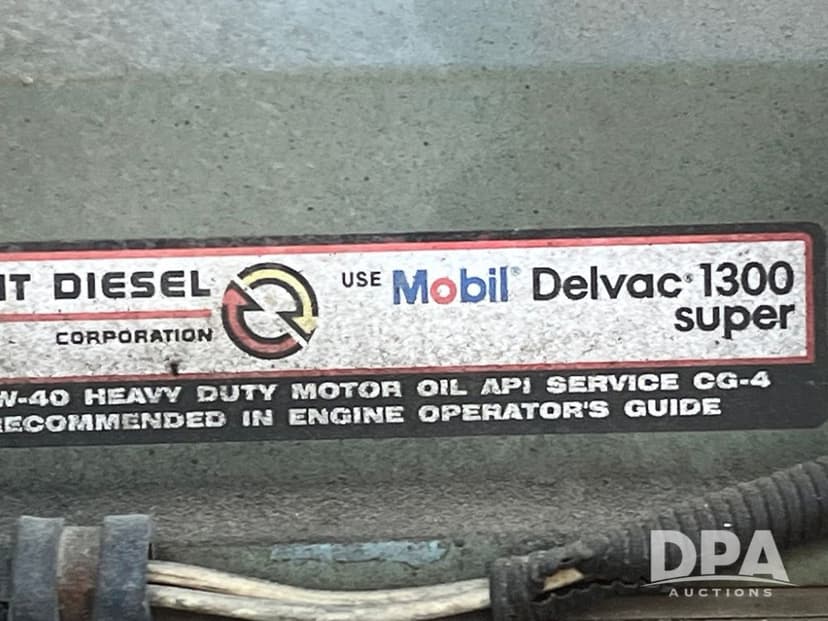 IT DIESEL
CORPORATION
USE Mobil® Delvac® 1300
super
W-40 HEAVY DUTY MOTOR OIL API SERVICE CG-4
RECOMMENDED IN ENGINE OPERATOR'S GUIDE
DPA
AUCTIONS